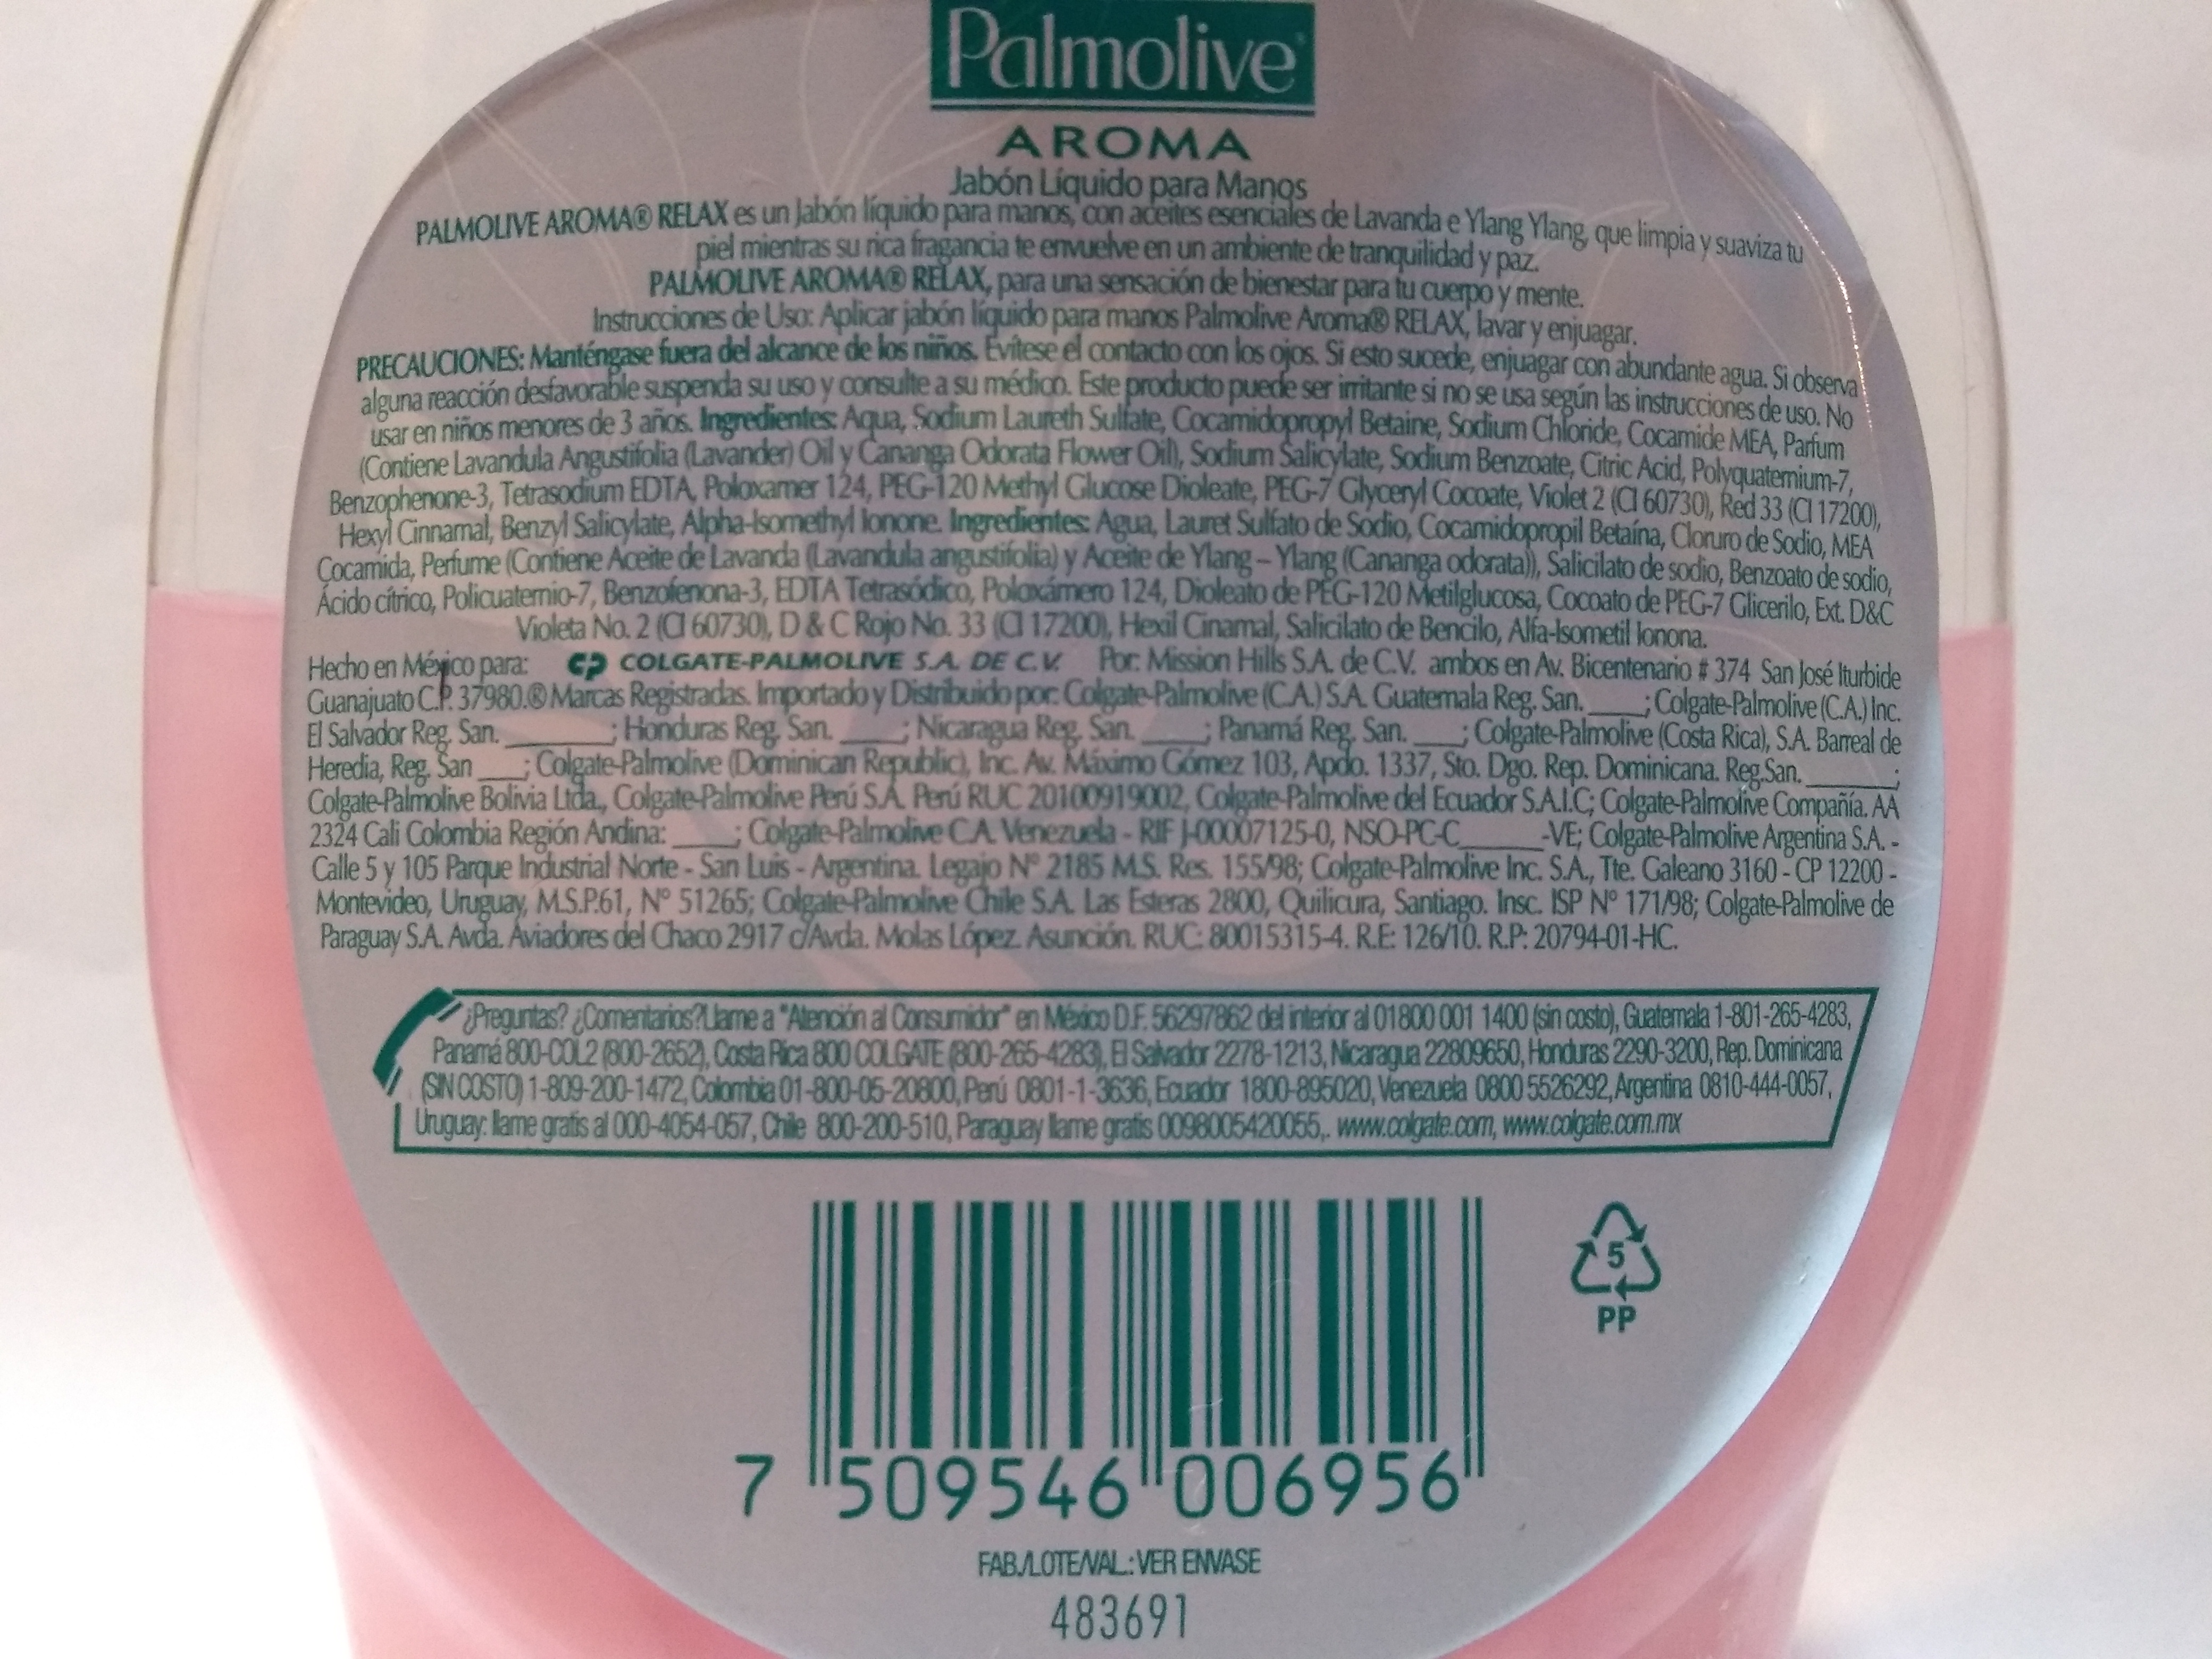 Palmolive®
AROMA
Jabón Líquido para Manos
PALMOLIVE AROMA® RELAX es un Jabón líquido para manos, con aceites esenciales de Lavanda e Ylang Ylang, que limpia y suaviza tu
piel mientras su rica fragancia te envuelve en un ambiente de tranquilidad y paz.
PALMOLIVE AROMA® RELAX, para una sensación de bienestar para tu cuerpo y mente.
Instrucciones de Uso: Aplicar jabón líquido para manos Palmolive Aroma® RELAX, lavar y enjuagar.
PRECAUCIONES: Manténgase fuera del alcance de los niños. Evítese el contacto con los ojos. Si esto sucede, enjuagar con abundante agua. Si observa
alguna reacción desfavorable suspenda su uso y consulte a su médico. Este producto puede ser irritante si no se usa según las instrucciones de uso. No
usar en niños menores de 3 años. Ingredientes: Aqua, Sodium Laureth Sulfate, Cocamidopropyl Betaine, Sodium Chloride, Cocamide MEA, Parfum
(Contiene Lavandula Angustifolia (Lavander) Oil y Cananga Odorata Flower Oil), Sodium Salicylate, Sodium Benzoate, Citric Acid, Polyquaternium-7,
Benzophenone-3, Tetrasodium EDTA, Poloxamer 124, PEG-120 Methyl Glucose Dioleate, PEG-7 Glyceryl Cocoate, Violet 2 (CI 60730), Red 33 (CI 17200),
Hexyl Cinnamal, Benzyl Salicylate, Alpha-Isomethyl Ionone. Ingredientes: Agua, Lauret Sulfato de Sodio, Cocamidopropil Betaína, Cloruro de Sodio, MEA
Cocamida, Perfume (Contiene Aceite de Lavanda (Lavandula angustifolia) y Aceite de Ylang – Ylang (Cananga odorata)), Salicilato de sodio, Benzoato de sodio,
Ácido cítrico, Policuaternio-7, Benzofenona-3, EDTA Tetrasódico, Poloxámero 124, Dioleato de PEG-120 Metilglucosa, Cocoato de PEG-7 Glicerilo, Ext. D&C
Violeta No. 2 (CI 60730), D & C Rojo No. 33 (CI 17200), Hexil Cinamal, Salicilato de Bencilo, Alfa-Isometil Ionona.
Hecho en México para: CP COLGATE-PALMOLIVE S.A. DE C.V. Por: Mission Hills S.A. de C.V. ambos en Av. Bicentenario # 374 San José Iturbide
Guanajuato C.P. 37980.® Marcas Registradas. Importado y Distribuido por: Colgate-Palmolive (C.A.) S.A. Guatemala Reg. San. ____; Colgate-Palmolive (C.A.) Inc.
El Salvador Reg. San. _______; Honduras Reg. San. ____; Nicaragua Reg. San. ____; Panamá Reg. San. ___; Colgate-Palmolive (Costa Rica), S.A. Barreal de
Heredia, Reg. San ___; Colgate-Palmolive (Dominican Republic), Inc. Av. Máximo Gómez 103, Apdo. 1337, Sto. Dgo. Rep. Dominicana. Reg.San. ______;
Colgate-Palmolive Bolivia Ltda., Colgate-Palmolive Perú S.A. Perú RUC 20100919002, Colgate-Palmolive del Ecuador S.A.I.C; Colgate-Palmolive Compañía. AA
2324 Cali Colombia Región Andina: ____; Colgate-Palmolive C.A. Venezuela - RIF J-00007125-0, NSO-PC-C_____-VE; Colgate-Palmolive Argentina S.A. -
Calle 5 y 105 Parque Industrial Norte - San Luis - Argentina. Legajo Nº 2185 M.S. Res. 155/98; Colgate-Palmolive Inc. S.A., Tte. Galeano 3160 - CP 12200 -
Montevideo, Uruguay, M.S.P.61, Nº 51265; Colgate-Palmolive Chile S.A. Las Esteras 2800, Quilicura, Santiago. Insc. ISP Nº 171/98; Colgate-Palmolive de
Paraguay S.A. Avda. Aviadores del Chaco 2917 c/Avda. Molas López. Asunción. RUC: 80015315-4. R.E: 126/10. R.P: 20794-01-HC.
¿Preguntas? ¿Comentarios?Llame a "Atención al Consumidor" en México D.F. 56297862 del interior al 01800 001 1400 (sin costo), Guatemala 1-801-265-4283,
Panamá 800-COL2 (800-2652), Costa Rica 800 COLGATE (800-265-4283), El Salvador 2278-1213, Nicaragua 22809650, Honduras 2290-3200, Rep. Dominicana
(SIN COSTO) 1-809-200-1472, Colombia 01-800-05-20800, Perú 0801-1-3636, Ecuador 1800-895020, Venezuela 0800 5526292, Argentina 0810-444-0057,
Uruguay: llame gratis al 000-4054-057, Chile 800-200-510, Paraguay llame gratis 0098005420055,. www.colgate.com, www.colgate.com.mx
5
PP
7 509546 006956
FAB./LOTE/VAL.: VER ENVASE
483691